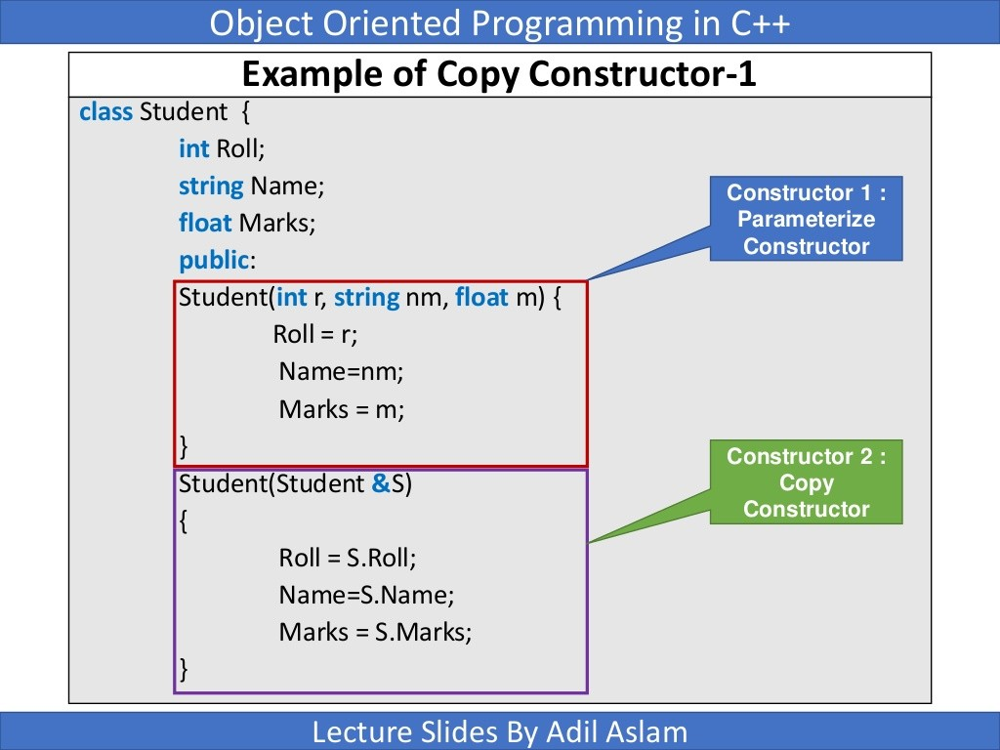 Object Oriented Programming in C++
Example of Copy Constructor-1
class Student {
int Roll;
string Name;
float Marks;
public:
Student(int r, string nm, float m) {
Roll = r;
Name=nm;
Marks = m;
}
Constructor 1 :
Parameterize
Constructor
Student(Student &S)
{
Roll = S.Roll;
Name=S.Name;
Marks = S.Marks;
}
Constructor 2 :
Copy
Constructor
Lecture Slides By Adil Aslam